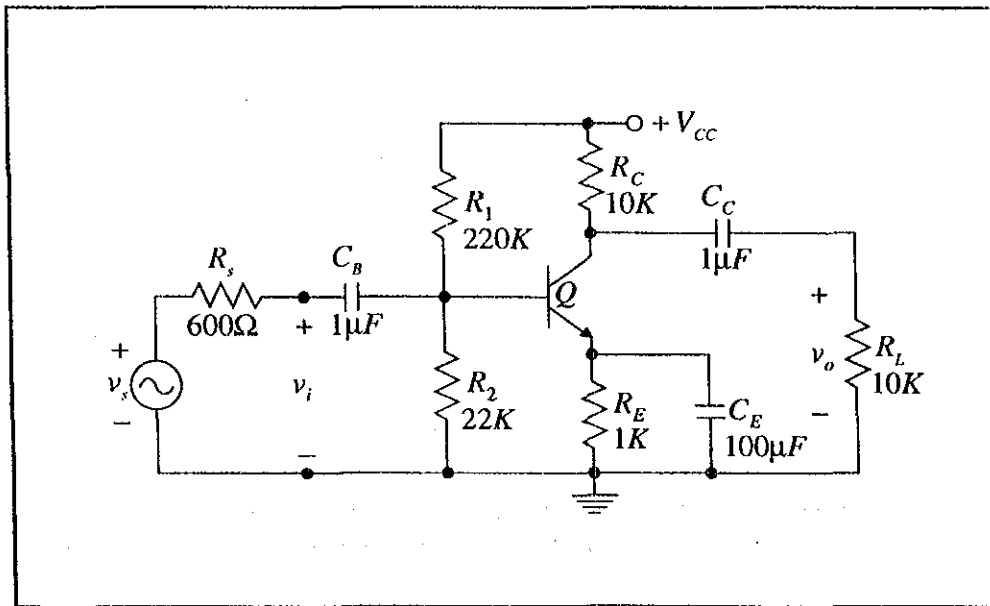 + V_CC
R_C
10K
C_C
1μF
R_1
220K
R_s
600Ω
C_B
1μF
Q
+
v_s
−
+
v_i
−
R_2
22K
R_E
1K
C_E
100μF
+
v_o
−
R_L
10K